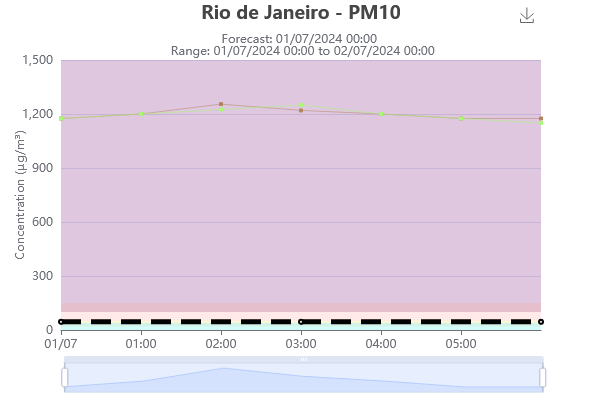 Rio de Janeiro - PM10
Forecast: 01/07/2024 00:00
Range: 01/07/2024 00:00 to 02/07/2024 00:00
Concentration (µg/m³)
1,500
1,200
900
600
300
0
01/07 01:00 02:00 03:00 04:00 05:00